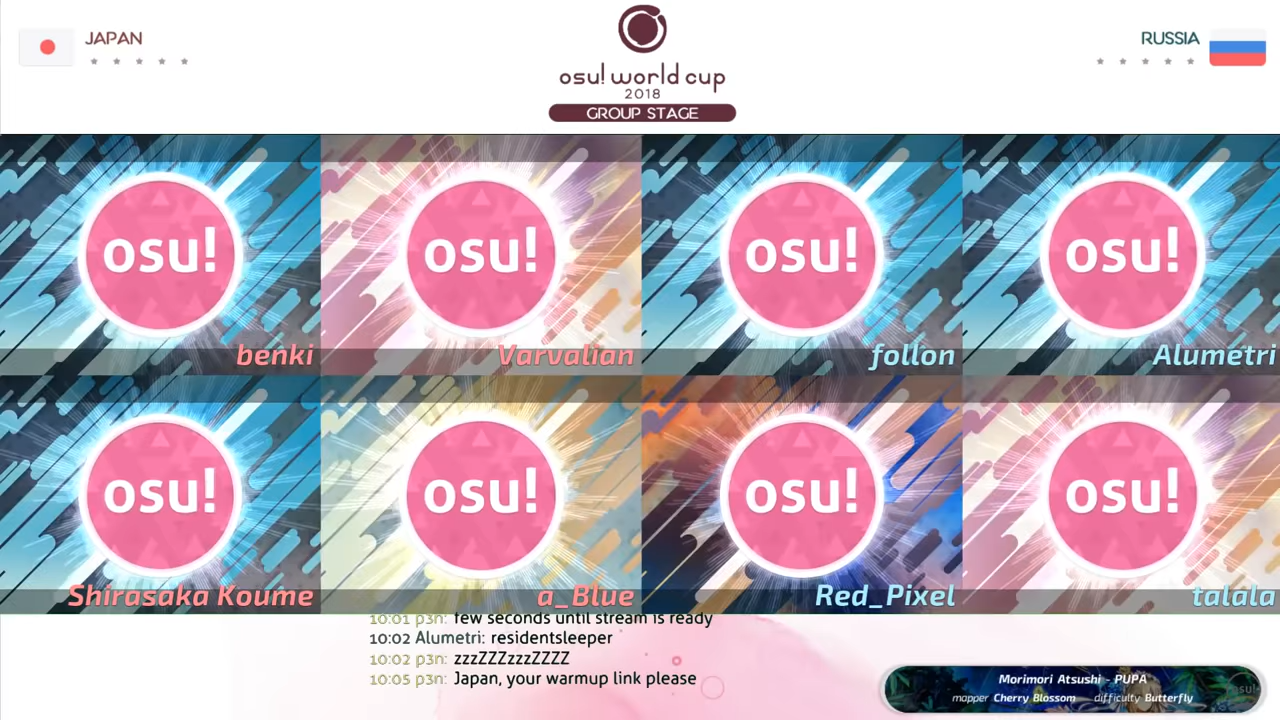 JAPAN
RUSSIA
osu! world cup
2018
GROUP STAGE
osu!
osu!
osu!
osu!
benki
Varvalian
follon
Alumetri
osu!
osu!
osu!
osu!
Shirasaka Koume
a_Blue
Red_Pixel
talala
10:01 p3n: few seconds until stream is ready
10:02 Alumetri: residentsleeper
10:02 p3n: zzzZZZzzzZZZZ
10:05 p3n: Japan, your warmup link please
Morimori Atsushi - PUPA
mapper Cherry Blossom difficulty Butterfly
osu!